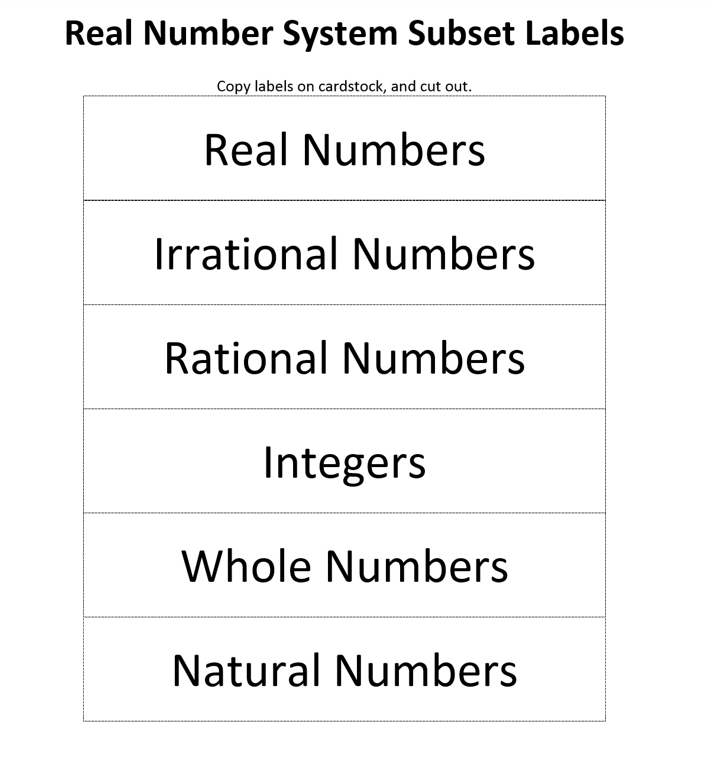 Real Number System Subset Labels
Copy labels on cardstock, and cut out.
Real Numbers
Irrational Numbers
Rational Numbers
Integers
Whole Numbers
Natural Numbers